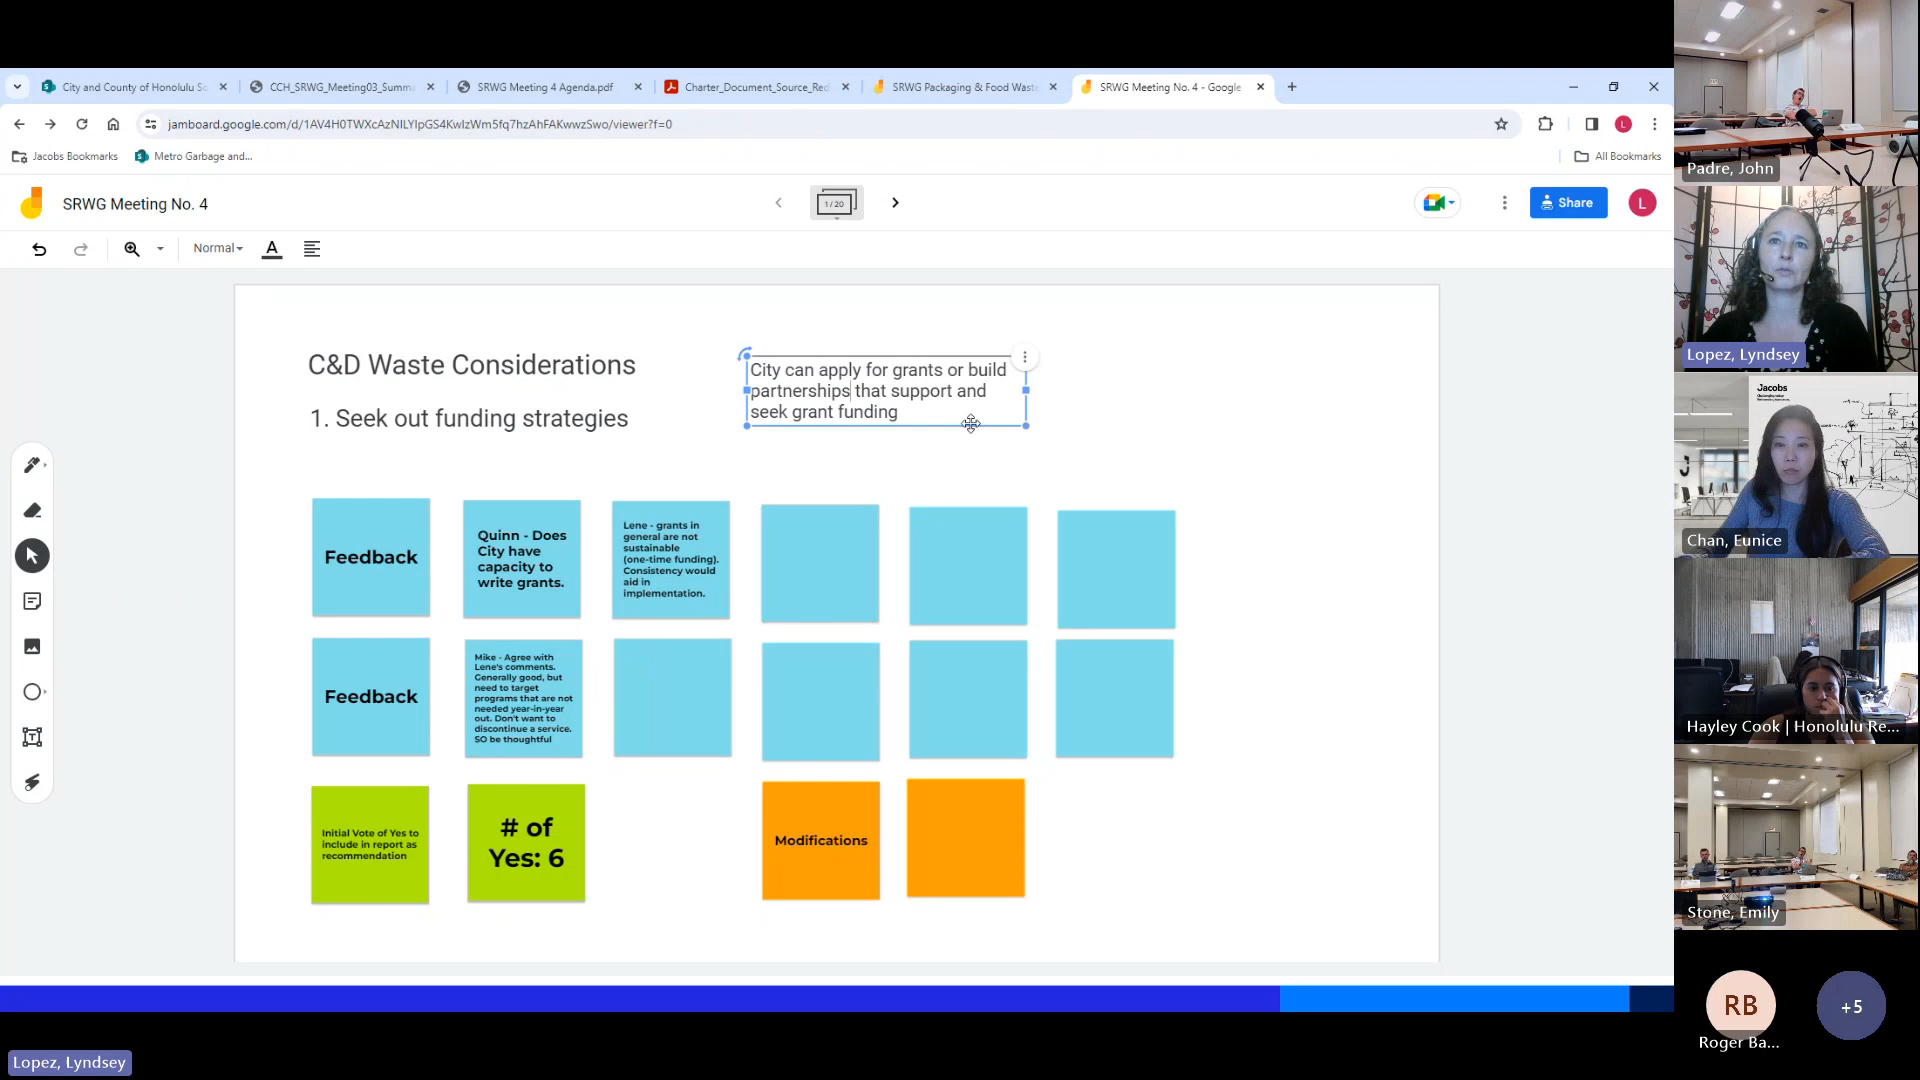 City and County of Honolulu So
CCH_SRWG_Meeting03_Summa
SRWG Meeting 4 Agenda.pdf
Charter_Document_Source_Red
SRWG Packaging & Food Waste
SRWG Meeting No. 4 - Google
jamboard.google.com/d/1AV4H0TWXcAzNILYIpGS4KwIzWm5fq7hzAhFAKwwzSwo/viewer?f=0
Jacobs Bookmarks
Metro Garbage and...
All Bookmarks
SRWG Meeting No. 4
1 / 20
Share
L
Normal
C&D Waste Considerations
1. Seek out funding strategies
City can apply for grants or build
partnerships that support and
seek grant funding
Feedback
Quinn - Does
City have
capacity to
write grants.
Lene - grants in
general are not
sustainable
(one-time funding).
Consistency would
aid in
implementation.
Feedback
Mike - Agree with
Lene's comments.
Generally good, but
need to target
programs that are not
needed year-in-year
out. Don't want to
discontinue a service.
SO be thoughtful
Initial Vote of Yes to
include in report as
recommendation
# of
Yes: 6
Modifications
Padre, John
Lopez, Lyndsey
Jacobs
Chan, Eunice
Hayley Cook | Honolulu Re...
Stone, Emily
RB
Roger Ba...
+5
Lopez, Lyndsey